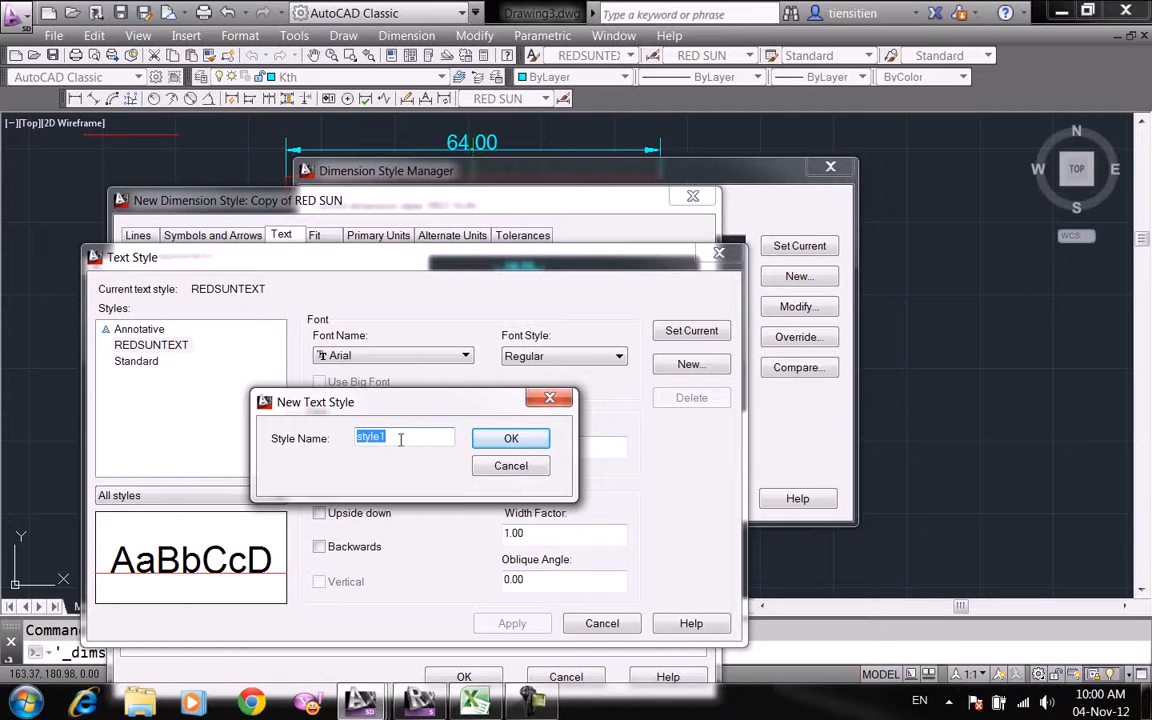 AutoCAD Classic Drawing3.dwg Type a keyword or phrase tiensitien
File Edit View Insert Format Tools Draw Dimension Modify Parametric Window Help
REDSUNTEXT RED SUN Standard Standard
AutoCAD Classic Kth ByLayer ByLayer ByLayer ByColor
RED SUN
[−][Top][2D Wireframe]
64.00
N
W TOP E
S
WCS
Dimension Style Manager
New Dimension Style: Copy of RED SUN
Lines Symbols and Arrows Text Fit Primary Units Alternate Units Tolerances
Set Current
New...
Modify...
Override...
Compare...
Help
Text Style
Current text style: REDSUNTEXT
Styles:
Annotative
REDSUNTEXT
Standard
Font
Font Name: Font Style:
Arial Regular
Use Big Font
Set Current
New...
Delete
New Text Style
Style Name: style1 OK
Cancel
All styles
AaBbCcD
Upside down
Backwards
Vertical
Width Factor:
1.00
Oblique Angle:
0.00
Apply Cancel Help
OK Cancel Help
Y
X
Comman
'_dims
163.37, 180.98, 0.00 MODEL 1:1
EN 10:00 AM
04-Nov-12